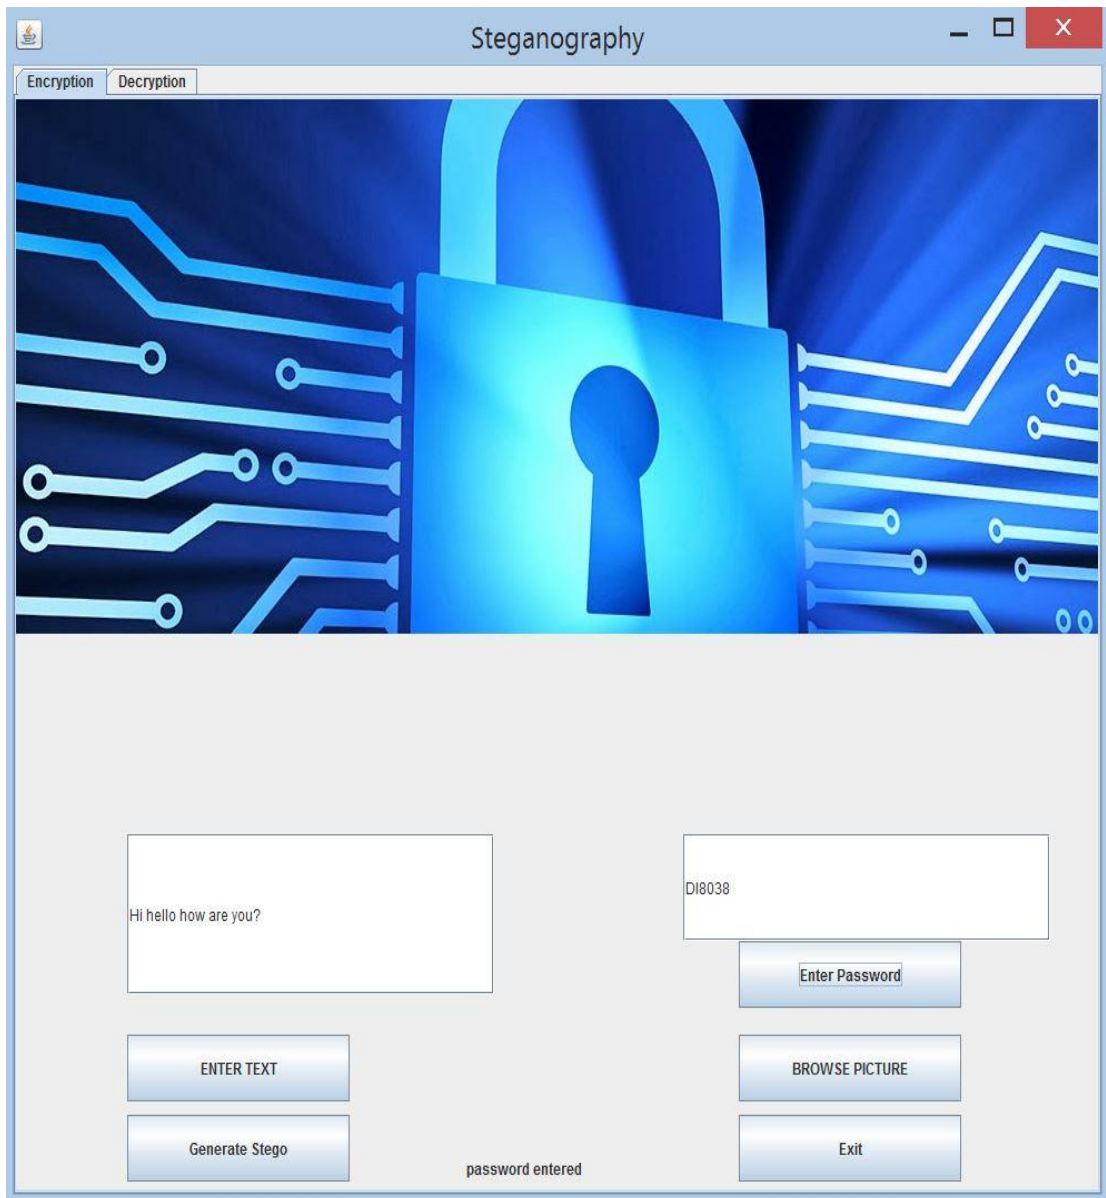 Steganography
X
Encryption Decryption
Hi hello how are you?
DI8038
Enter Password
ENTER TEXT
BROWSE PICTURE
Generate Stego
Exit
password entered